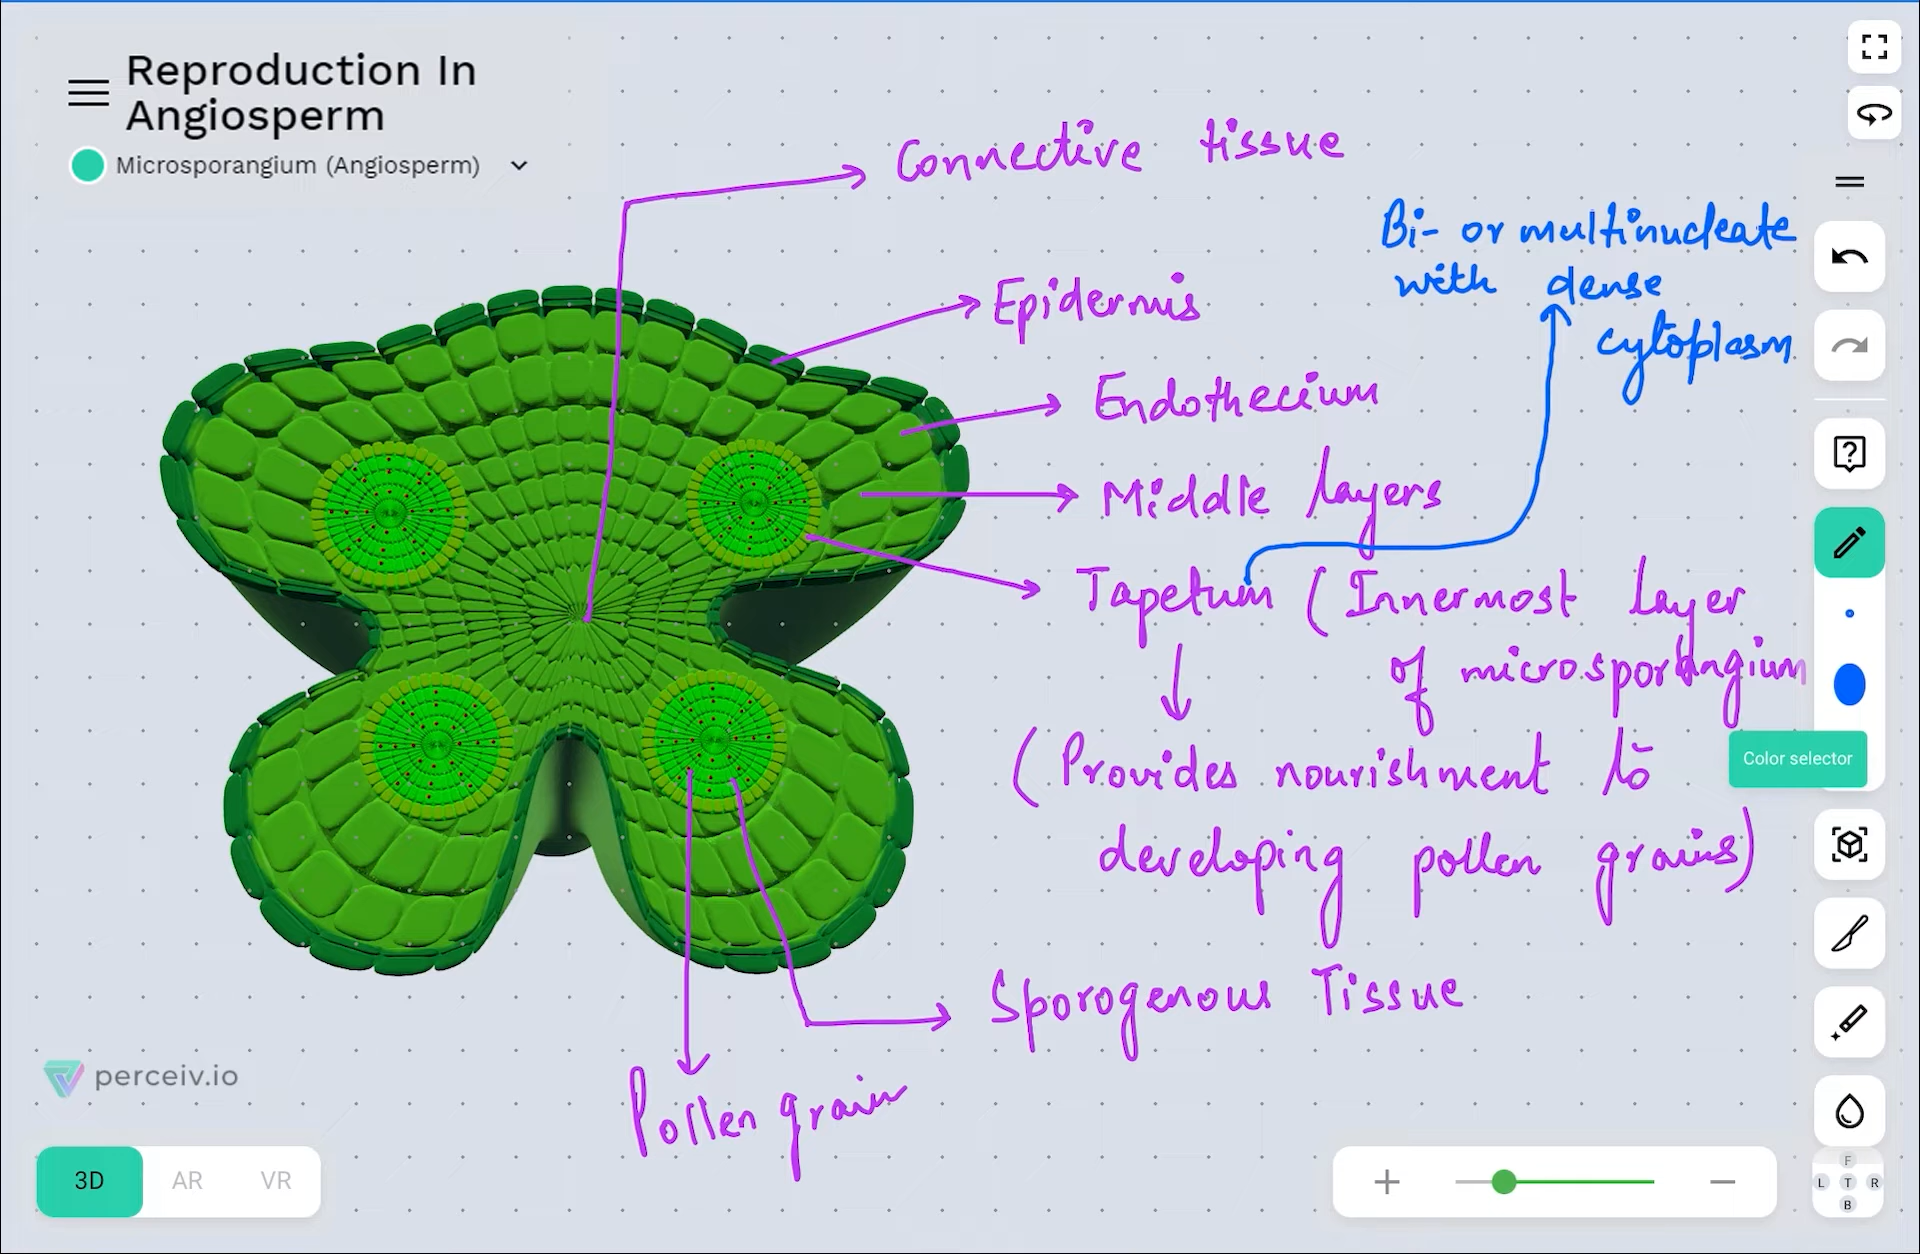 Reproduction In
Angiosperm
Microsporangium (Angiosperm)
Connective tissue
Bi- or multinucleate
with dense
cytoplasm
Epidermis
Endothecium
Middle layers
Tapetum (Innermost layer
of microsporangium
(Provides nourishment to
developing pollen grains)
Color selector
Sporogenous Tissue
Pollen grain
perceiv.io
3D AR VR
F
L T R
B